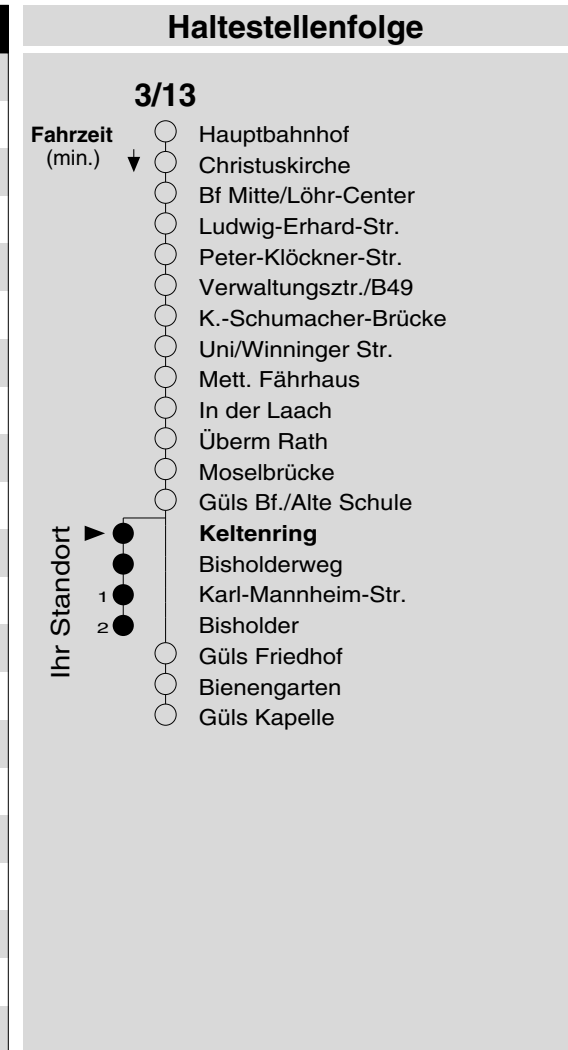 Haltestellenfolge
3/13
Fahrzeit
(min.)
Hauptbahnhof
Christuskirche
Bf Mitte/Löhr-Center
Ludwig-Erhard-Str.
Peter-Klöckner-Str.
Verwaltungsztr./B49
K.-Schumacher-Brücke
Uni/Winninger Str.
Mett. Fährhaus
In der Laach
Überm Rath
Moselbrücke
Güls Bf./Alte Schule
Ihr Standort
Keltenring
Bisholderweg
1 Karl-Mannheim-Str.
2 Bisholder
Güls Friedhof
Bienengarten
Güls Kapelle